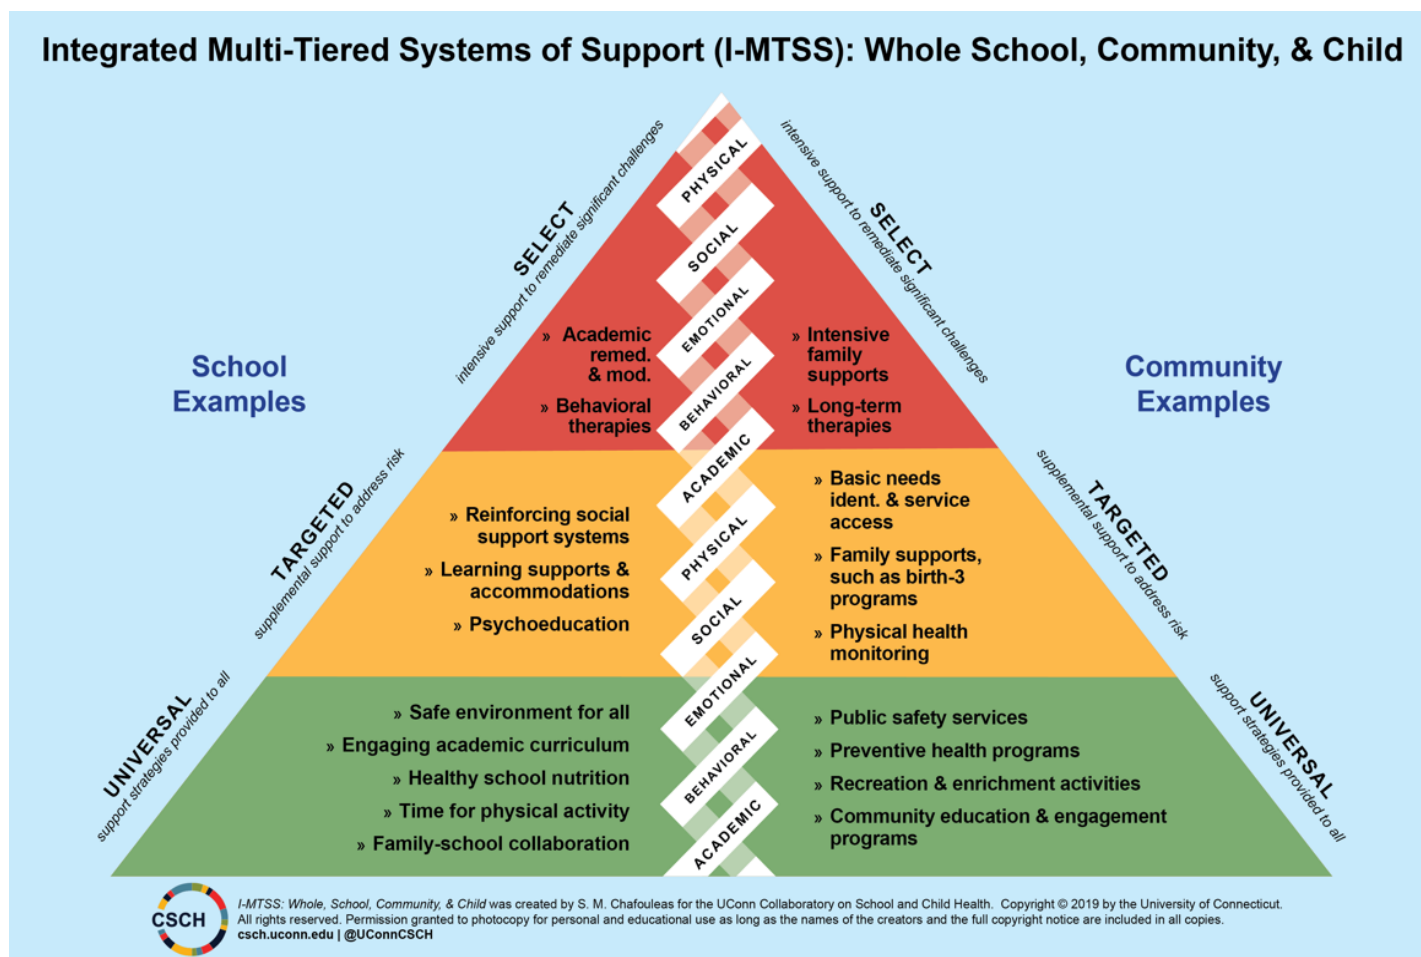 Integrated Multi-Tiered Systems of Support (I-MTSS): Whole School, Community, & Child
School
Examples
SELECT
intensive support to remediate significant challenges
» Academic
remed.
& mod.
» Behavioral
therapies
TARGETED
supplemental support to address risk
» Reinforcing social
support systems
» Learning supports &
accommodations
» Psychoeducation
UNIVERSAL
support strategies provided to all
» Safe environment for all
» Engaging academic curriculum
» Healthy school nutrition
» Time for physical activity
» Family-school collaboration
PHYSICAL
SOCIAL
EMOTIONAL
BEHAVIORAL
ACADEMIC
PHYSICAL
SOCIAL
EMOTIONAL
BEHAVIORAL
ACADEMIC
Community
Examples
SELECT
intensive support to remediate significant challenges
» Intensive
family
supports
» Long-term
therapies
TARGETED
supplemental support to address risk
» Basic needs
ident. & service
access
» Family supports,
such as birth-3
programs
» Physical health
monitoring
UNIVERSAL
support strategies provided to all
» Public safety services
» Preventive health programs
» Recreation & enrichment activities
» Community education & engagement
programs
CSCH
I-MTSS: Whole, School, Community, & Child was created by S. M. Chafouleas for the UConn Collaboratory on School and Child Health. Copyright © 2019 by the University of Connecticut.
All rights reserved. Permission granted to photocopy for personal and educational use as long as the names of the creators and the full copyright notice are included in all copies.
csch.uconn.edu | @UConnCSCH